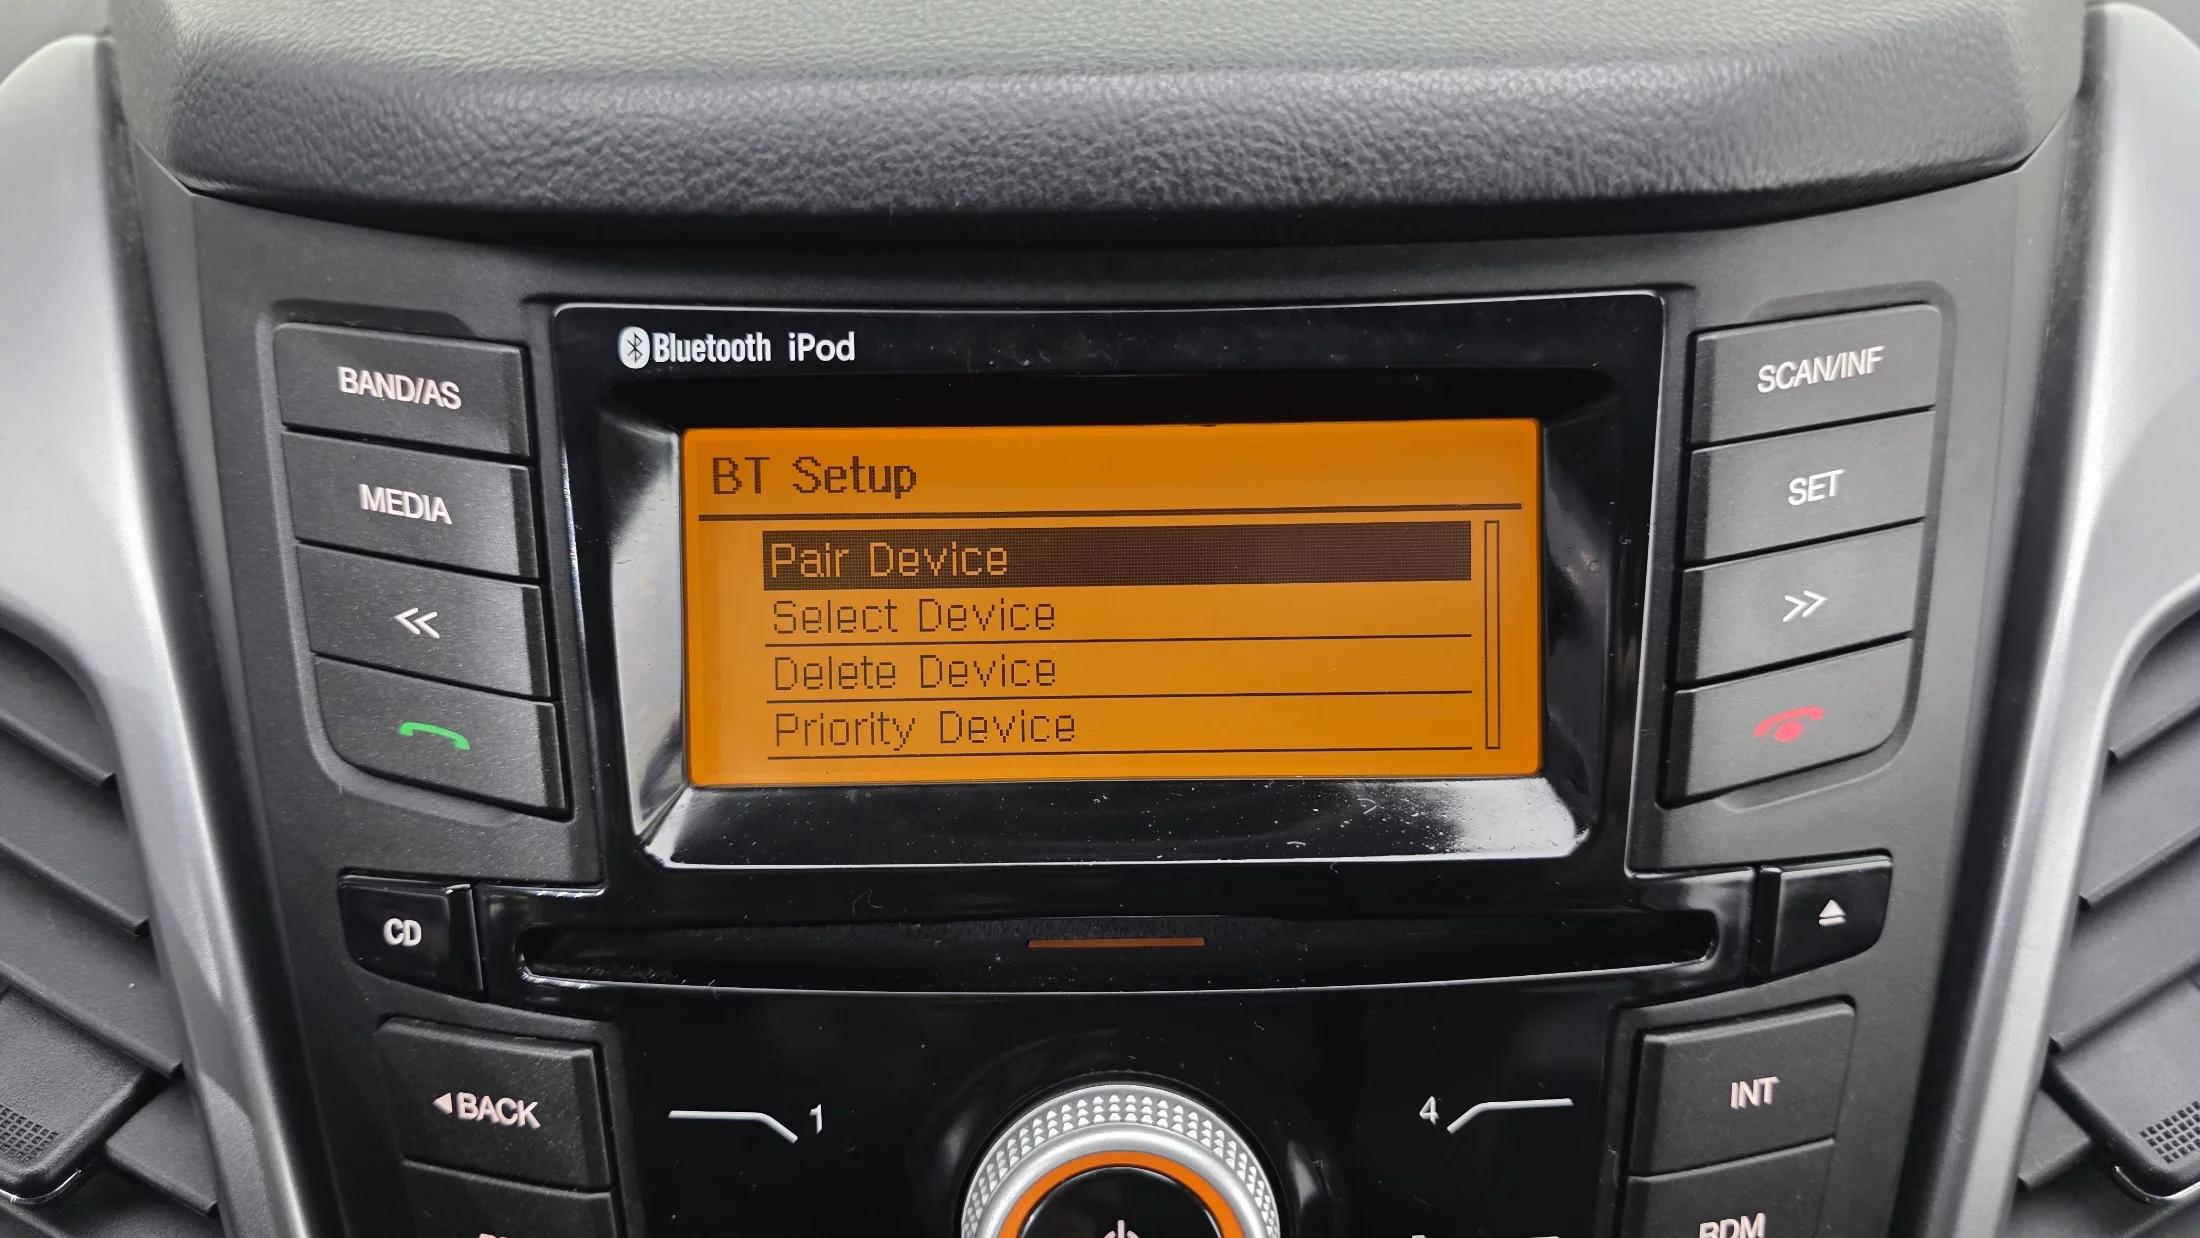 Bluetooth iPod
BAND/AS
MEDIA
CD
◀BACK
BT Setup
Pair Device
Select Device
Delete Device
Priority Device
1
4
SCAN/INF
SET
INT
RDM